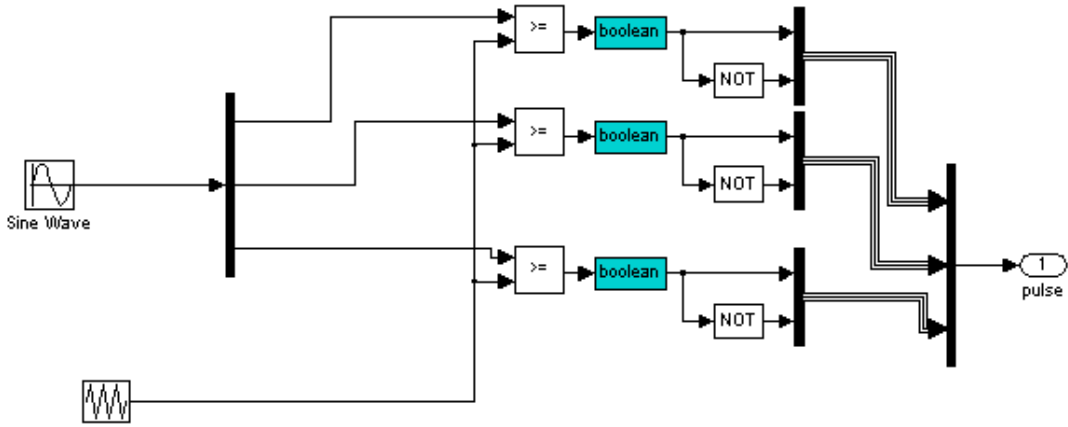 >=
boolean
NOT
>=
boolean
NOT
Sine Wave
>=
boolean
NOT
1
pulse